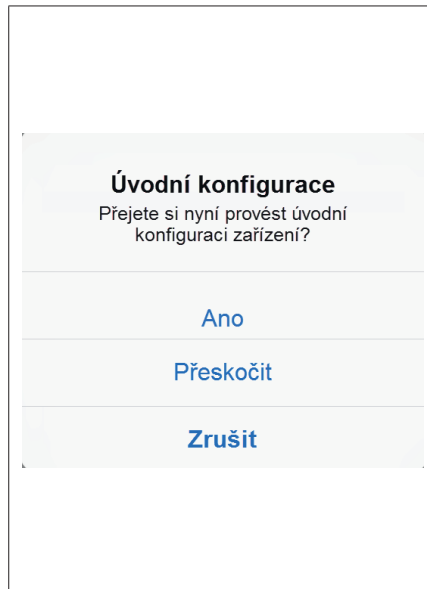 Úvodní konfigurace
Přejete si nyní provést úvodní
konfiguraci zařízení?
Ano
Přeskočit
Zrušit